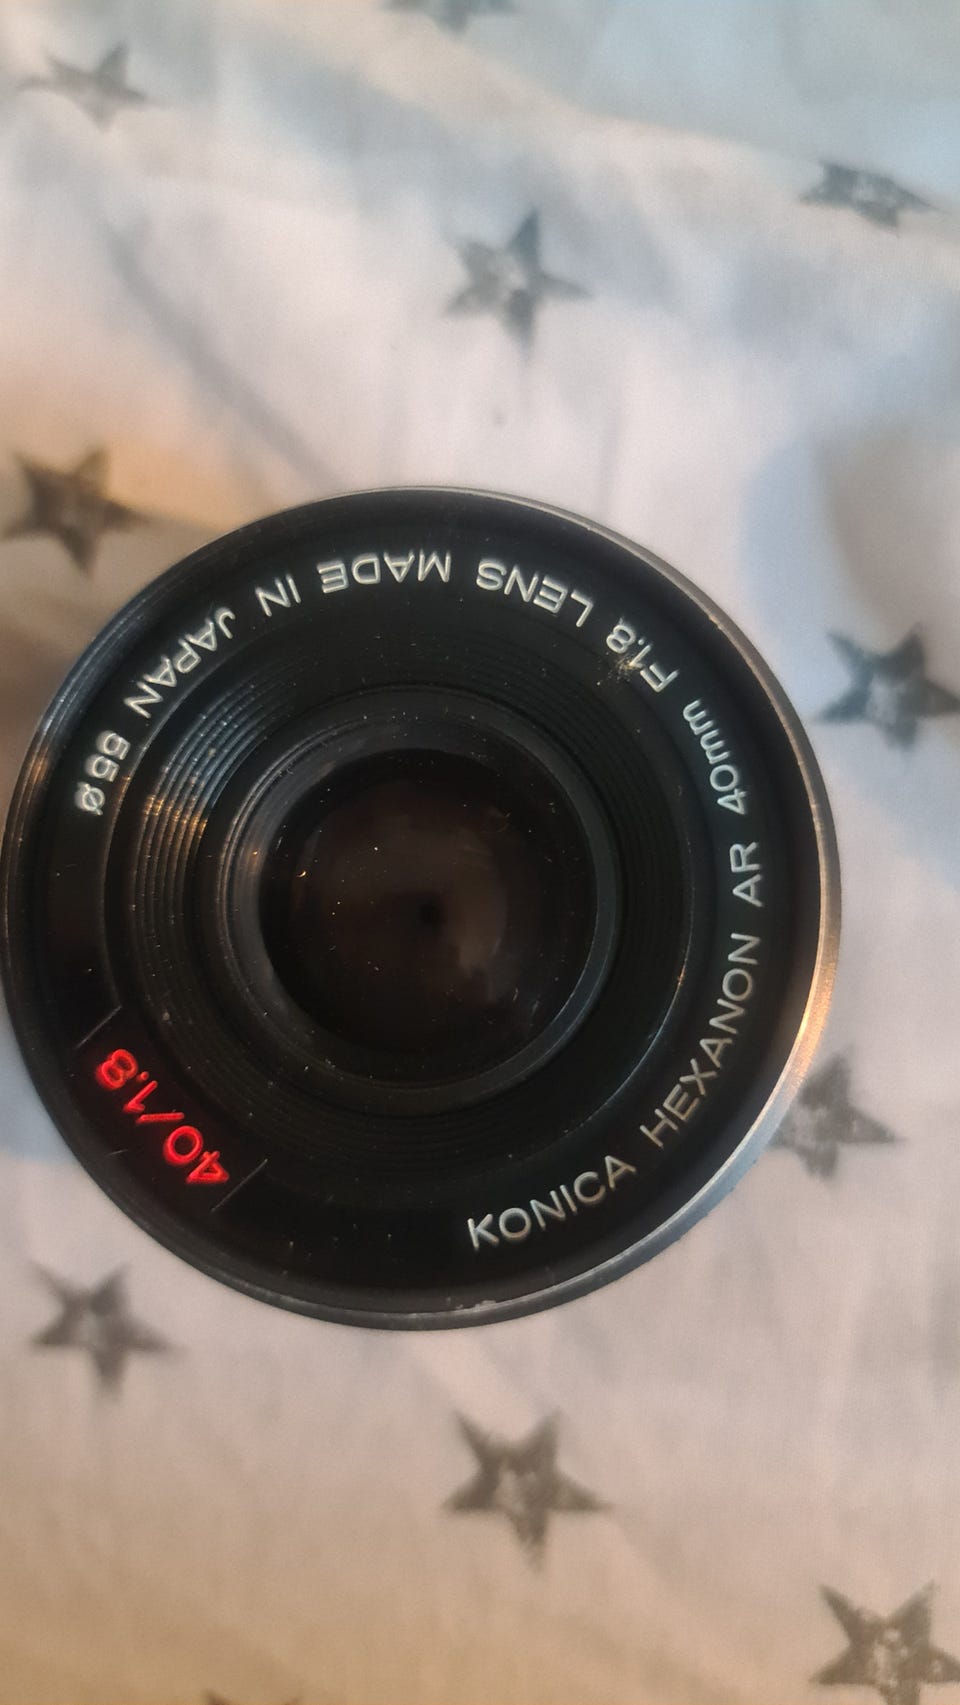 KONICA HEXANON AR 40mm F1.8 LENS MADE IN JAPAN 55ø
40/1.8